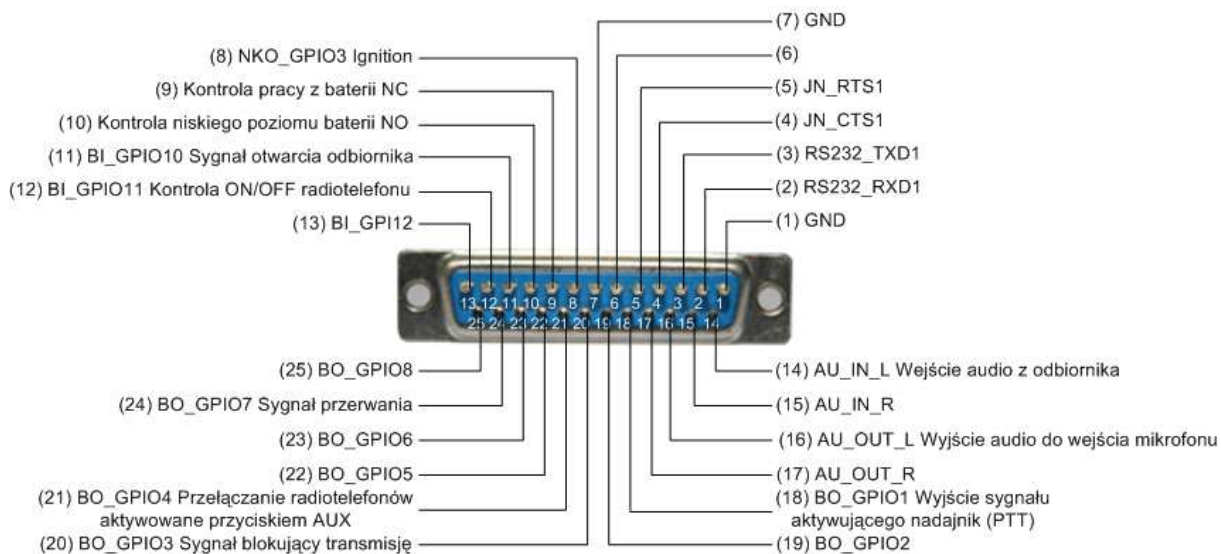 (7) GND
(8) NKO_GPIO3 Ignition
(6)
(9) Kontrola pracy z baterii NC
(5) JN_RTS1
(10) Kontrola niskiego poziomu baterii NO
(4) JN_CTS1
(11) BI_GPIO10 Sygnał otwarcia odbiornika
(3) RS232_TXD1
(12) BI_GPIO11 Kontrola ON/OFF radiotelefonu
(2) RS232_RXD1
(13) BI_GPI12
(1) GND
13 12 11 10 9 8 7 6 5 4 3 2 1
25 24 23 22 21 20 19 18 17 16 15 14
(25) BO_GPIO8
(14) AU_IN_L Wejście audio z odbiornika
(24) BO_GPIO7 Sygnał przerwania
(15) AU_IN_R
(23) BO_GPIO6
(16) AU_OUT_L Wyjście audio do wejścia mikrofonu
(22) BO_GPIO5
(17) AU_OUT_R
(21) BO_GPIO4 Przełączanie radiotelefonów
aktywowane przyciskiem AUX
(18) BO_GPIO1 Wyjście sygnału
aktywującego nadajnik (PTT)
(20) BO_GPIO3 Sygnał blokujący transmisję
(19) BO_GPIO2